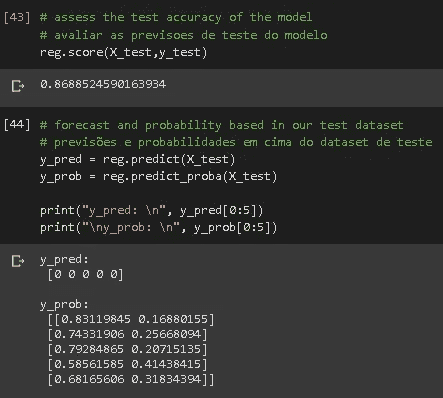 [43] # assess the test accuracy of the model
# avaliar as previsoes de teste do modelo
reg.score(X_test,y_test)
0.8688524590163934
[44] # forecast and probability based in our test dataset
# previsões e probabilidades em cima do dataset de teste
y_pred = reg.predict(X_test)
y_prob = reg.predict_proba(X_test)
print("y_pred: \n", y_pred[0:5])
print("\ny_prob: \n", y_prob[0:5])
y_pred:
[0 0 0 0 0]
y_prob:
[[0.83119845 0.16880155]
[0.74331906 0.25668094]
[0.79284865 0.20715135]
[0.58561585 0.41438415]
[0.68165606 0.31834394]]